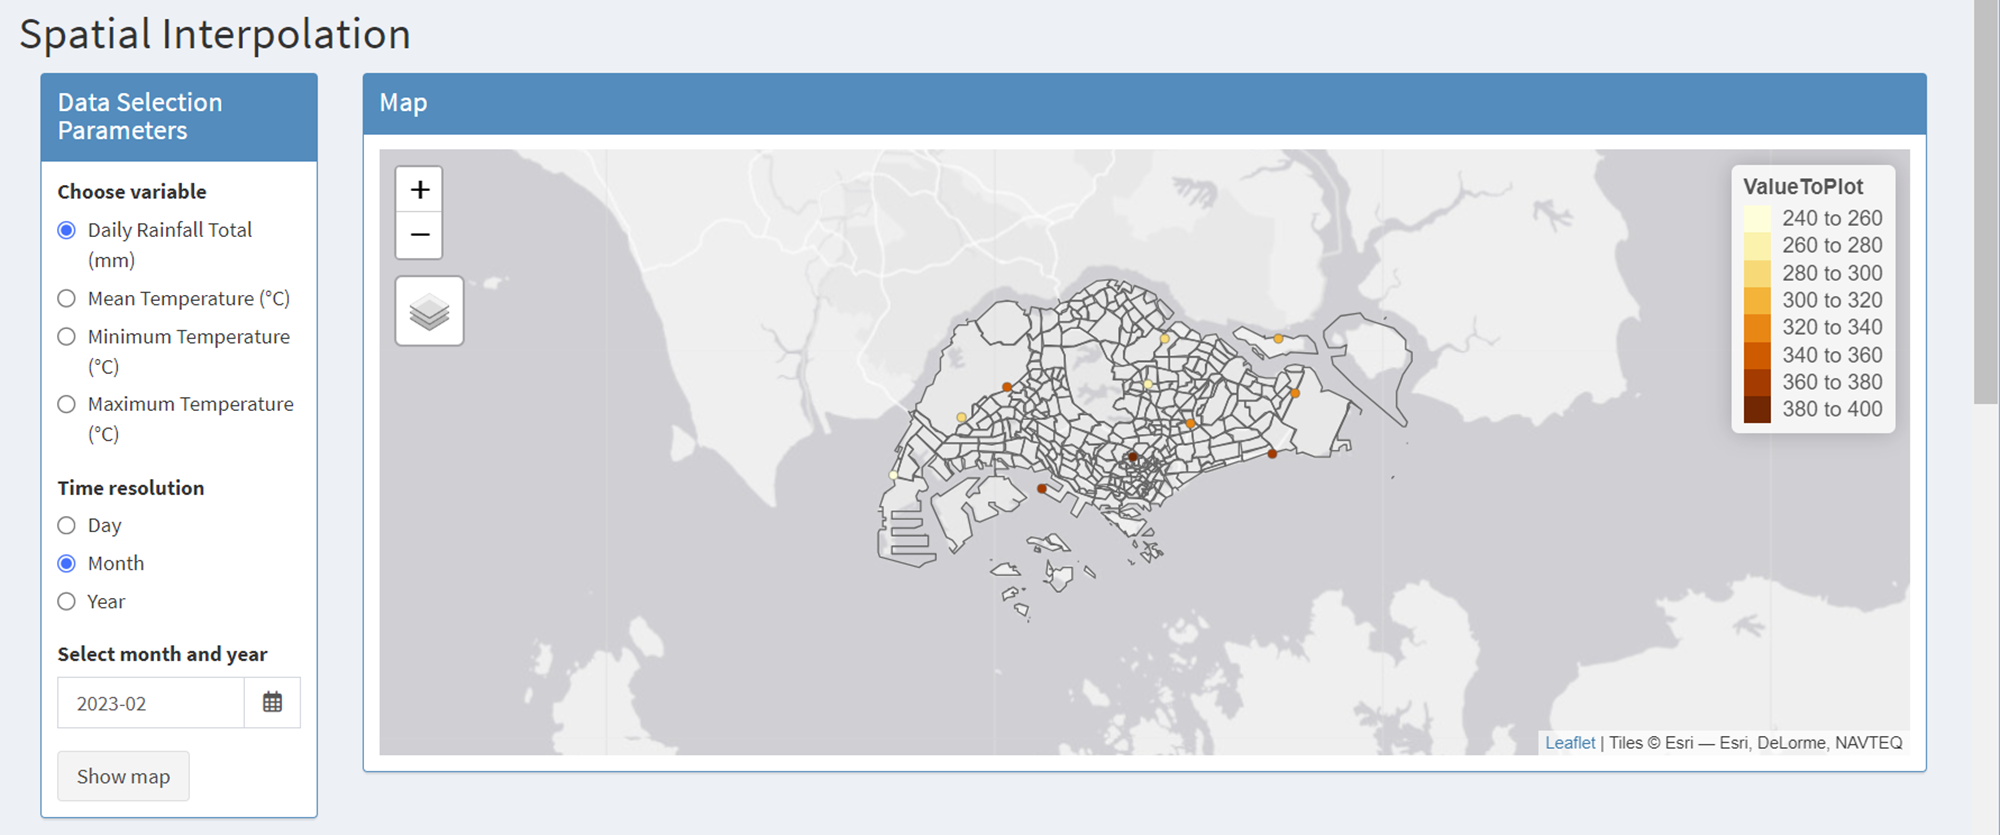 Spatial Interpolation
Data Selection
Parameters
Choose variable
Daily Rainfall Total
(mm)
Mean Temperature (°C)
Minimum Temperature
(°C)
Maximum Temperature
(°C)
Time resolution
Day
Month
Year
Select month and year
2023-02
Show map
Map
+
−
ValueToPlot
240 to 260
260 to 280
280 to 300
300 to 320
320 to 340
340 to 360
360 to 380
380 to 400
Leaflet | Tiles © Esri — Esri, DeLorme, NAVTEQ